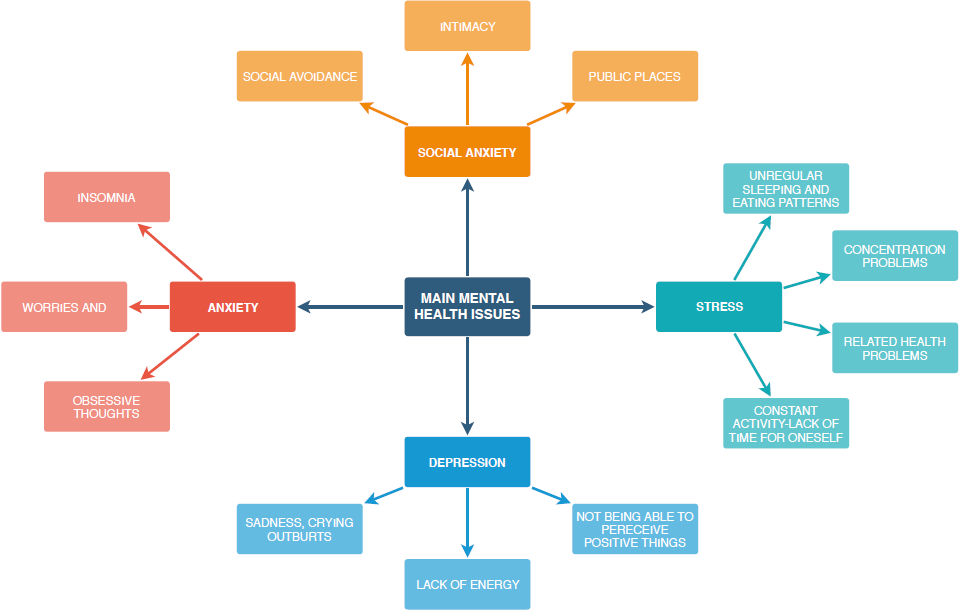 INTIMACY
SOCIAL AVOIDANCE
PUBLIC PLACES
SOCIAL ANXIETY
INSOMNIA
WORRIES AND
ANXIETY
OBSESSIVE
THOUGHTS
MAIN MENTAL
HEALTH ISSUES
UNREGULAR
SLEEPING AND
EATING PATTERNS
CONCENTRATION
PROBLEMS
STRESS
RELATED HEALTH
PROBLEMS
CONSTANT
ACTIVITY-LACK OF
TIME FOR ONESELF
DEPRESSION
SADNESS, CRYING
OUTBURTS
LACK OF ENERGY
NOT BEING ABLE TO
PERECEIVE
POSITIVE THINGS